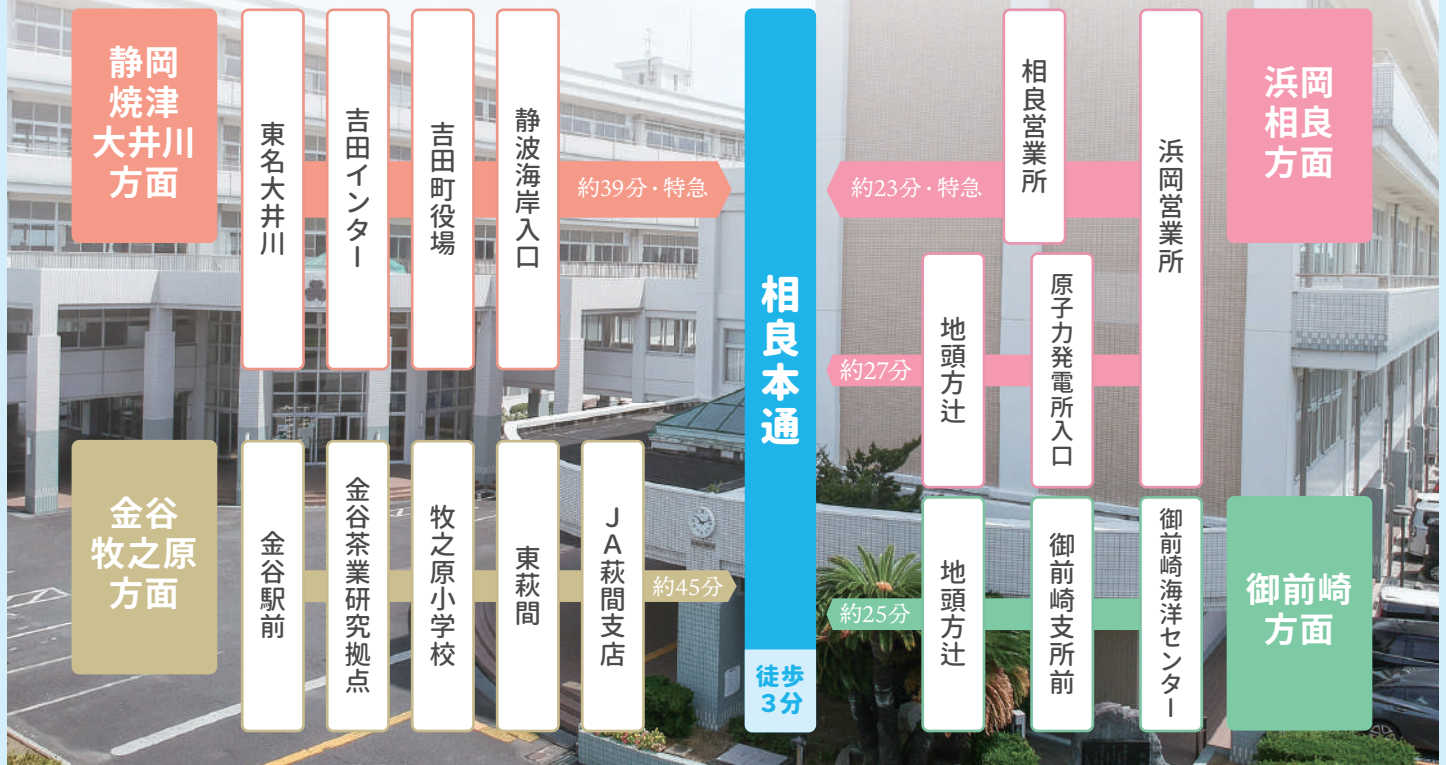 静岡
焼津
大井川
方面
東名大井川
吉田インター
吉田町役場
静波海岸入口
約39分・特急
金谷
牧之原
方面
金谷駅前
金谷茶業研究拠点
牧之原小学校
東萩間
JA萩間支店
約45分
相良本通
徒歩
3分
約23分・特急
相良営業所
浜岡営業所
浜岡
相良
方面
約27分
地頭方辻
原子力発電所入口
約25分
地頭方辻
御前崎支所前
御前崎海洋センター
御前崎
方面